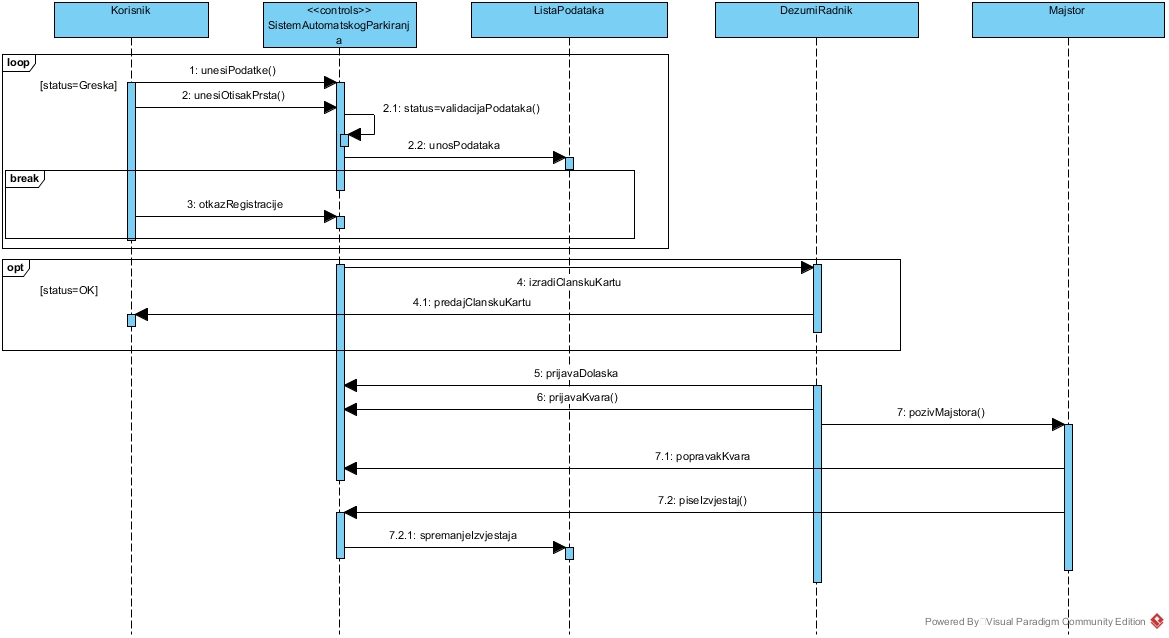 Korisnik
<<controls>>
SistemAutomatskogParkiranj
a
ListaPodataka
DezurniRadnik
Majstor
loop
[status=Greska]
1: unesiPodatke()
2: unesiOtisakPrsta()
2.1: status=validacijaPodataka()
2.2: unosPodataka
break
3: otkazRegistracije
opt
[status=OK]
4: izradiClanskuKartu
4.1: predajClanskuKartu
5: prijavaDolaska
6: prijavaKvara()
7: pozivMajstora()
7.1: popravakKvara
7.2: piseIzvjestaj()
7.2.1: spremanjeIzvjestaja
Powered By Visual Paradigm Community Edition